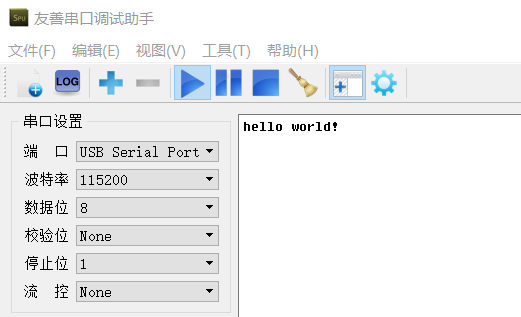 SPU 友善串口调试助手
文件(F) 编辑(E) 视图(V) 工具(T) 帮助(H)
LOG
串口设置
端 口 USB Serial Port
波特率 115200
数据位 8
校验位 None
停止位 1
流 控 None
hello world!